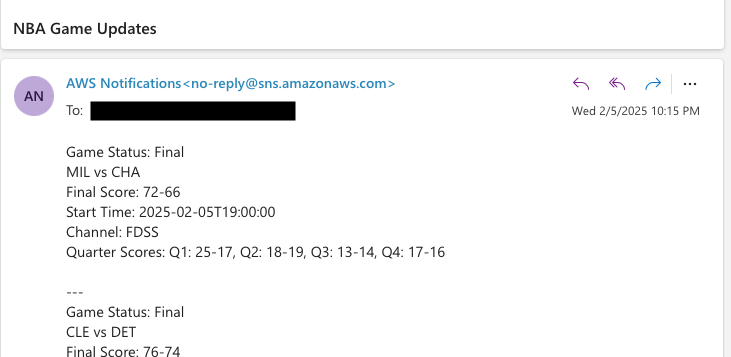 NBA Game Updates
AN
AWS Notifications<no-reply@sns.amazonaws.com>
To:
Wed 2/5/2025 10:15 PM
Game Status: Final
MIL vs CHA
Final Score: 72-66
Start Time: 2025-02-05T19:00:00
Channel: FDSS
Quarter Scores: Q1: 25-17, Q2: 18-19, Q3: 13-14, Q4: 17-16
---
Game Status: Final
CLE vs DET
Final Score: 76-74